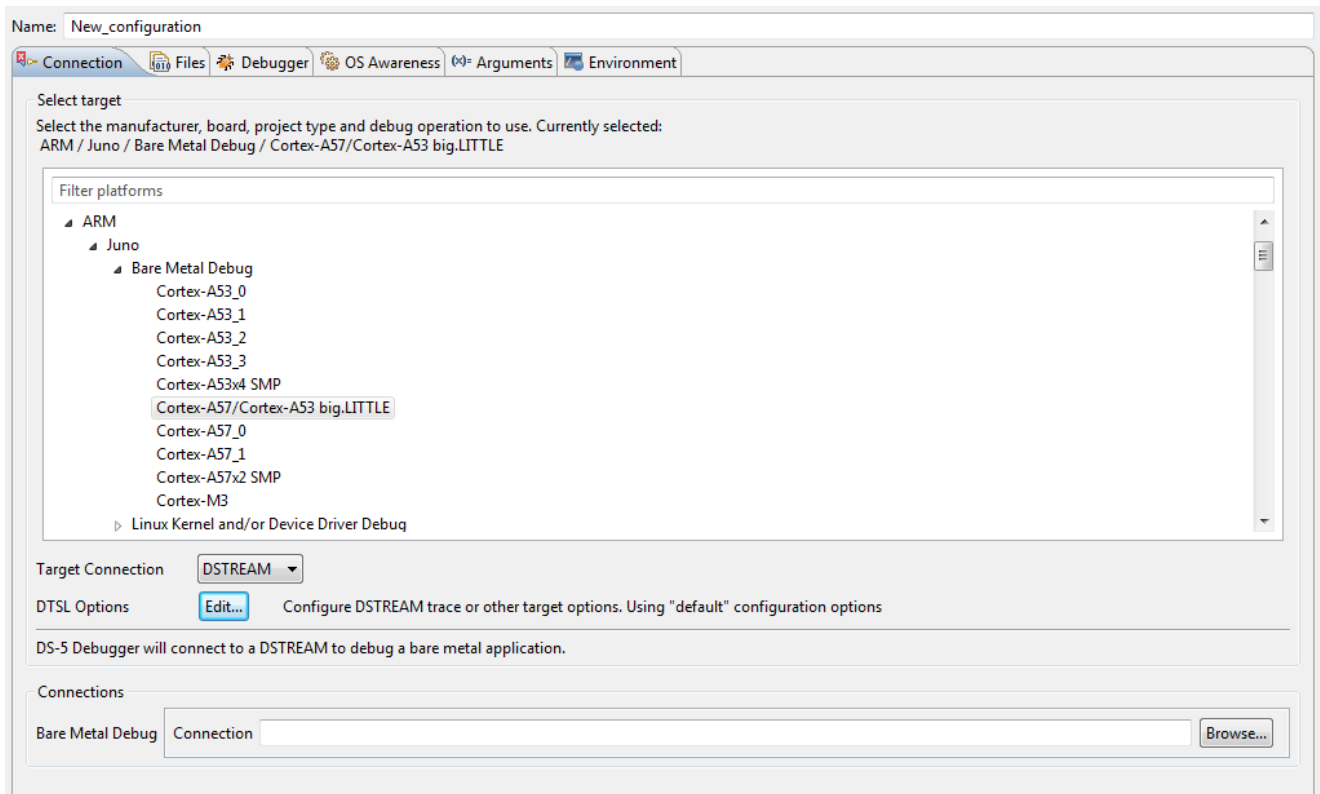 Name: New_configuration
Connection Files Debugger OS Awareness (x)= Arguments Environment
Select target
Select the manufacturer, board, project type and debug operation to use. Currently selected:
ARM / Juno / Bare Metal Debug / Cortex-A57/Cortex-A53 big.LITTLE
Filter platforms
ARM
Juno
Bare Metal Debug
Cortex-A53_0
Cortex-A53_1
Cortex-A53_2
Cortex-A53_3
Cortex-A53x4 SMP
Cortex-A57/Cortex-A53 big.LITTLE
Cortex-A57_0
Cortex-A57_1
Cortex-A57x2 SMP
Cortex-M3
Linux Kernel and/or Device Driver Debug
Target Connection DSTREAM
DTSL Options Edit... Configure DSTREAM trace or other target options. Using "default" configuration options
DS-5 Debugger will connect to a DSTREAM to debug a bare metal application.
Connections
Bare Metal Debug Connection Browse...